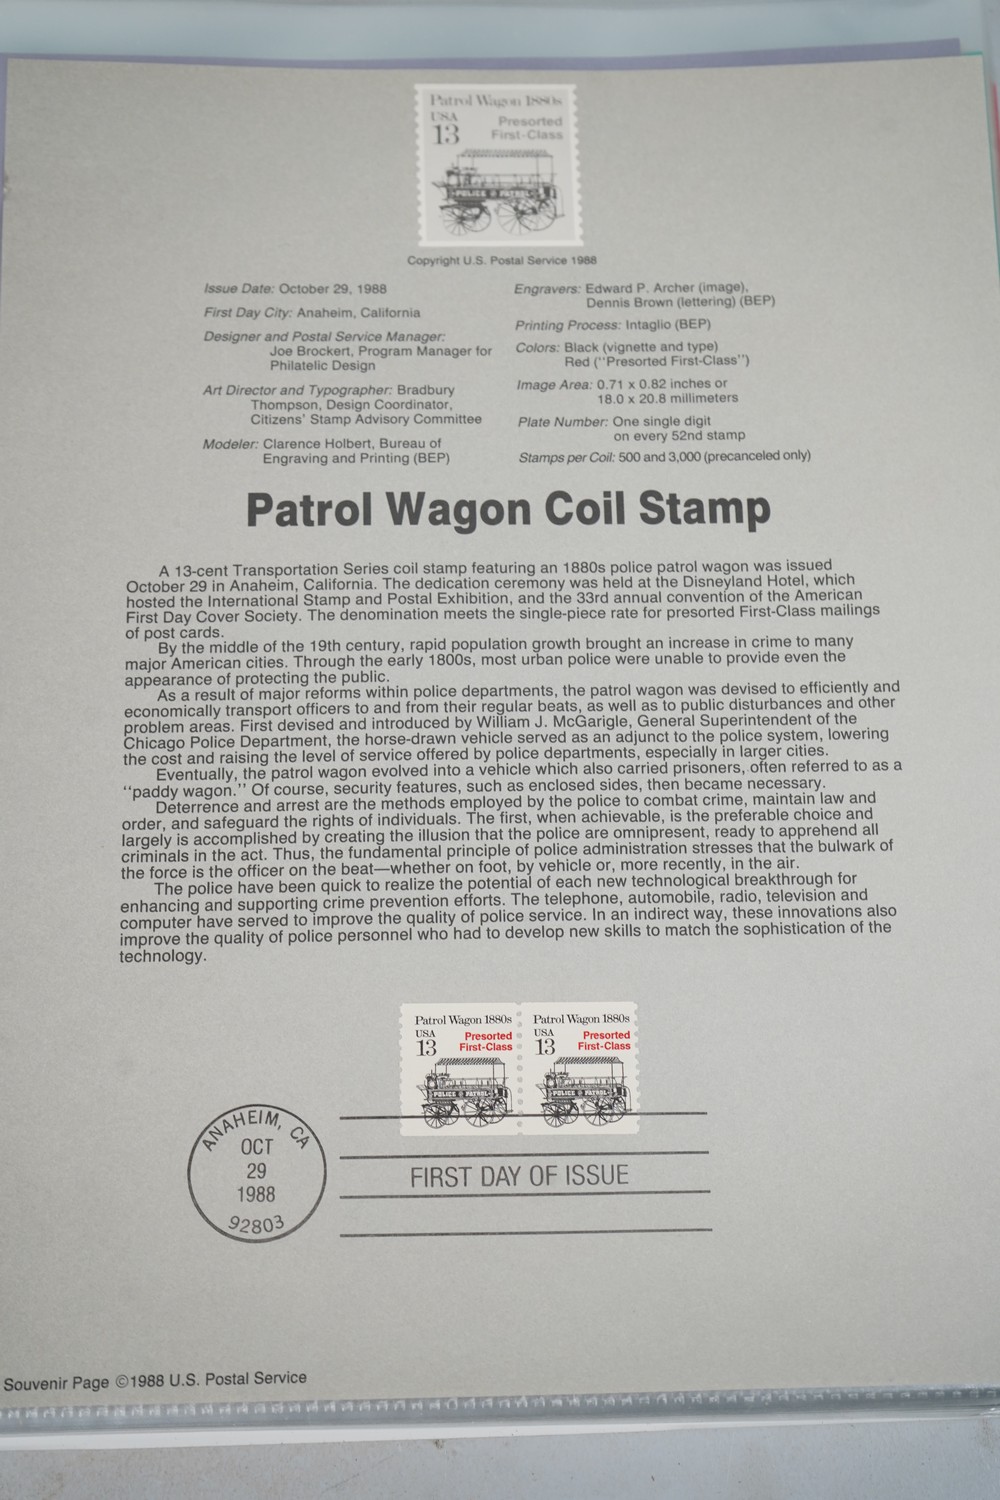 Patrol Wagon 1880s
USA
13
Presorted
First-Class
POLICE PATROL
Copyright U.S. Postal Service 1988
Issue Date: October 29, 1988
First Day City: Anaheim, California
Designer and Postal Service Manager:
Joe Brockert, Program Manager for
Philatelic Design
Art Director and Typographer: Bradbury
Thompson, Design Coordinator,
Citizens' Stamp Advisory Committee
Modeler: Clarence Holbert, Bureau of
Engraving and Printing (BEP)
Engravers: Edward P. Archer (image),
Dennis Brown (lettering) (BEP)
Printing Process: Intaglio (BEP)
Colors: Black (vignette and type)
Red (''Presorted First-Class'')
Image Area: 0.71 x 0.82 inches or
18.0 x 20.8 millimeters
Plate Number: One single digit
on every 52nd stamp
Stamps per Coil: 500 and 3,000 (precanceled only)
Patrol Wagon Coil Stamp
A 13-cent Transportation Series coil stamp featuring an 1880s police patrol wagon was issued
October 29 in Anaheim, California. The dedication ceremony was held at the Disneyland Hotel, which
hosted the International Stamp and Postal Exhibition, and the 33rd annual convention of the American
First Day Cover Society. The denomination meets the single-piece rate for presorted First-Class mailings
of post cards.
By the middle of the 19th century, rapid population growth brought an increase in crime to many
major American cities. Through the early 1800s, most urban police were unable to provide even the
appearance of protecting the public.
As a result of major reforms within police departments, the patrol wagon was devised to efficiently and
economically transport officers to and from their regular beats, as well as to public disturbances and other
problem areas. First devised and introduced by William J. McGarigle, General Superintendent of the
Chicago Police Department, the horse-drawn vehicle served as an adjunct to the police system, lowering
the cost and raising the level of service offered by police departments, especially in larger cities.
Eventually, the patrol wagon evolved into a vehicle which also carried prisoners, often referred to as a
''paddy wagon.'' Of course, security features, such as enclosed sides, then became necessary.
Deterrence and arrest are the methods employed by the police to combat crime, maintain law and
order, and safeguard the rights of individuals. The first, when achievable, is the preferable choice and
largely is accomplished by creating the illusion that the police are omnipresent, ready to apprehend all
criminals in the act. Thus, the fundamental principle of police administration stresses that the bulwark of
the force is the officer on the beat—whether on foot, by vehicle or, more recently, in the air.
The police have been quick to realize the potential of each new technological breakthrough for
enhancing and supporting crime prevention efforts. The telephone, automobile, radio, television and
computer have served to improve the quality of police service. In an indirect way, these innovations also
improve the quality of police personnel who had to develop new skills to match the sophistication of the
technology.
Patrol Wagon 1880s
USA
13
Presorted
First-Class
POLICE PATROL
Patrol Wagon 1880s
USA
13
Presorted
First-Class
POLICE PATROL
ANAHEIM, CA
OCT
29
1988
92803
FIRST DAY OF ISSUE
Souvenir Page ©1988 U.S. Postal Service